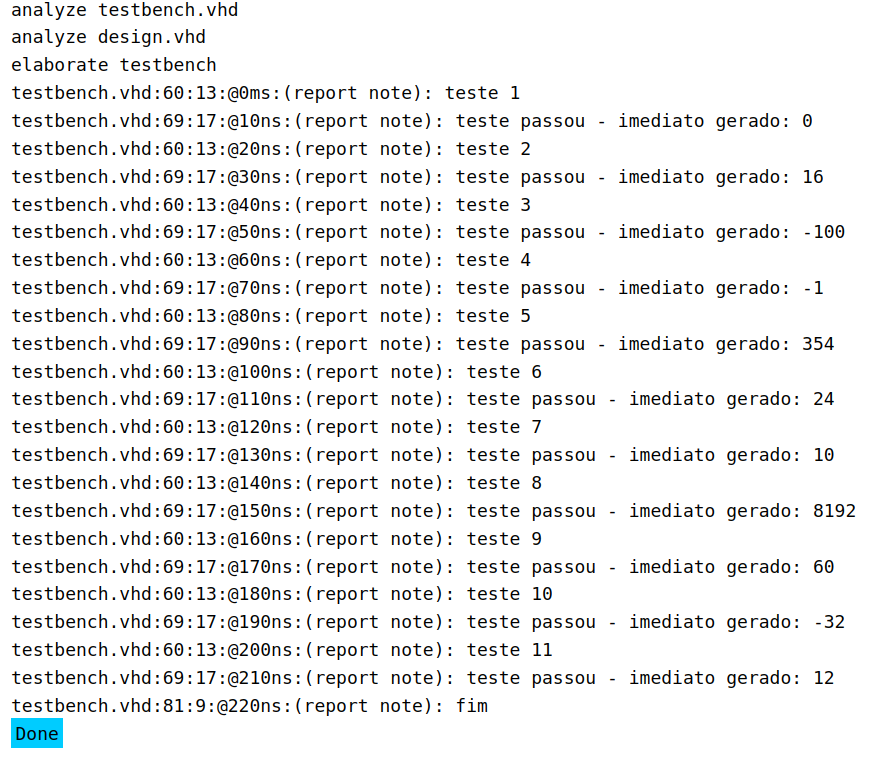 analyze testbench.vhd
analyze design.vhd
elaborate testbench
testbench.vhd:60:13:@0ms:(report note): teste 1
testbench.vhd:69:17:@10ns:(report note): teste passou - imediato gerado: 0
testbench.vhd:60:13:@20ns:(report note): teste 2
testbench.vhd:69:17:@30ns:(report note): teste passou - imediato gerado: 16
testbench.vhd:60:13:@40ns:(report note): teste 3
testbench.vhd:69:17:@50ns:(report note): teste passou - imediato gerado: -100
testbench.vhd:60:13:@60ns:(report note): teste 4
testbench.vhd:69:17:@70ns:(report note): teste passou - imediato gerado: -1
testbench.vhd:60:13:@80ns:(report note): teste 5
testbench.vhd:69:17:@90ns:(report note): teste passou - imediato gerado: 354
testbench.vhd:60:13:@100ns:(report note): teste 6
testbench.vhd:69:17:@110ns:(report note): teste passou - imediato gerado: 24
testbench.vhd:60:13:@120ns:(report note): teste 7
testbench.vhd:69:17:@130ns:(report note): teste passou - imediato gerado: 10
testbench.vhd:60:13:@140ns:(report note): teste 8
testbench.vhd:69:17:@150ns:(report note): teste passou - imediato gerado: 8192
testbench.vhd:60:13:@160ns:(report note): teste 9
testbench.vhd:69:17:@170ns:(report note): teste passou - imediato gerado: 60
testbench.vhd:60:13:@180ns:(report note): teste 10
testbench.vhd:69:17:@190ns:(report note): teste passou - imediato gerado: -32
testbench.vhd:60:13:@200ns:(report note): teste 11
testbench.vhd:69:17:@210ns:(report note): teste passou - imediato gerado: 12
testbench.vhd:81:9:@220ns:(report note): fim
Done